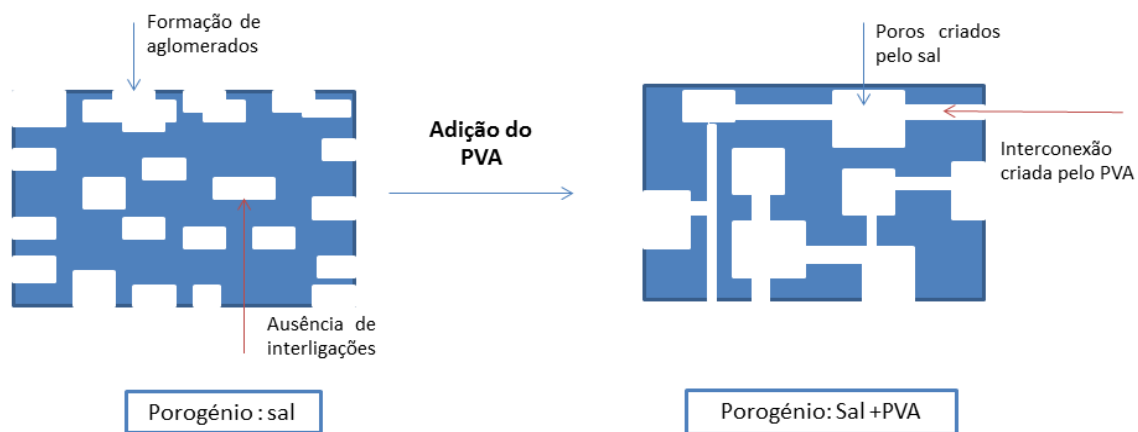 Formação de
aglomerados
Ausência de
interligações
Porogénio : sal
Adição do
PVA
Poros criados
pelo sal
Interconexão
criada pelo PVA
Porogénio: Sal +PVA